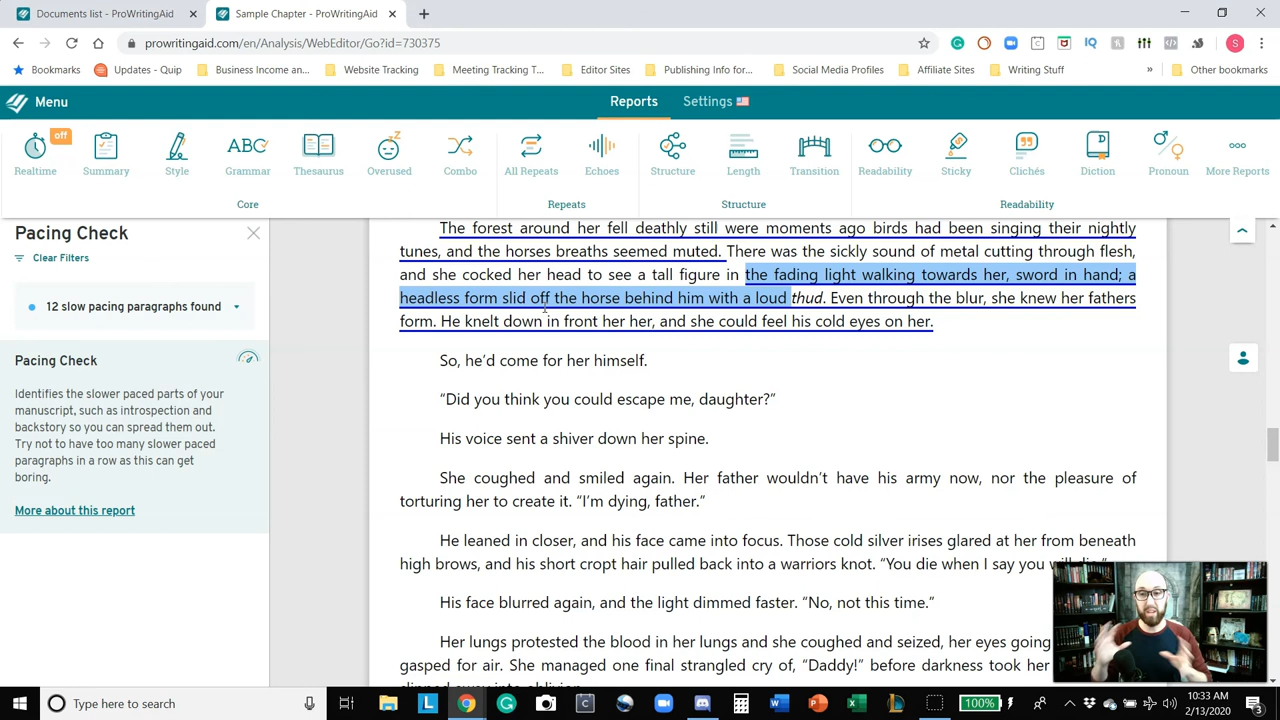 Documents list - ProWritingAid
Sample Chapter - ProWritingAid
prowritingaid.com/en/Analysis/WebEditor/Go?id=730375
Bookmarks
Updates - Quip
Business Income an...
Website Tracking
Meeting Tracking T...
Editor Sites
Publishing Info for...
Social Media Profiles
Affiliate Sites
Writing Stuff
»
Other bookmarks
Menu
Reports
Settings
off
Realtime
Summary
Style
ABC
Grammar
Thesaurus
Overused
Combo
All Repeats
Echoes
Structure
Length
Transition
Readability
Sticky
Clichés
Diction
Pronoun
More Reports
Core
Repeats
Structure
Readability
Pacing Check
Clear Filters
12 slow pacing paragraphs found
Pacing Check
Identifies the slower paced parts of your
manuscript, such as introspection and
backstory so you can spread them out.
Try not to have too many slower paced
paragraphs in a row as this can get
boring.
More about this report
The forest around her fell deathly still were moments ago birds had been singing their nightly
tunes, and the horses breaths seemed muted. There was the sickly sound of metal cutting through flesh,
and she cocked her head to see a tall figure in the fading light walking towards her, sword in hand; a
headless form slid off the horse behind him with a loud thud. Even through the blur, she knew her fathers
form. He knelt down in front her her, and she could feel his cold eyes on her.
So, he'd come for her himself.
“Did you think you could escape me, daughter?”
His voice sent a shiver down her spine.
She coughed and smiled again. Her father wouldn't have his army now, nor the pleasure of
torturing her to create it. “I'm dying, father.”
He leaned in closer, and his face came into focus. Those cold silver irises glared at her from beneath
high brows, and his short cropt hair pulled back into a warriors knot. “You die when I say you will
His face blurred again, and the light dimmed faster. “No, not this time.”
Her lungs protested the blood in her lungs and she coughed and seized, her eyes going
gasped for air. She managed one final strangled cry of, “Daddy!” before darkness took her
Type here to search
100%
10:33 AM
2/13/2020
3